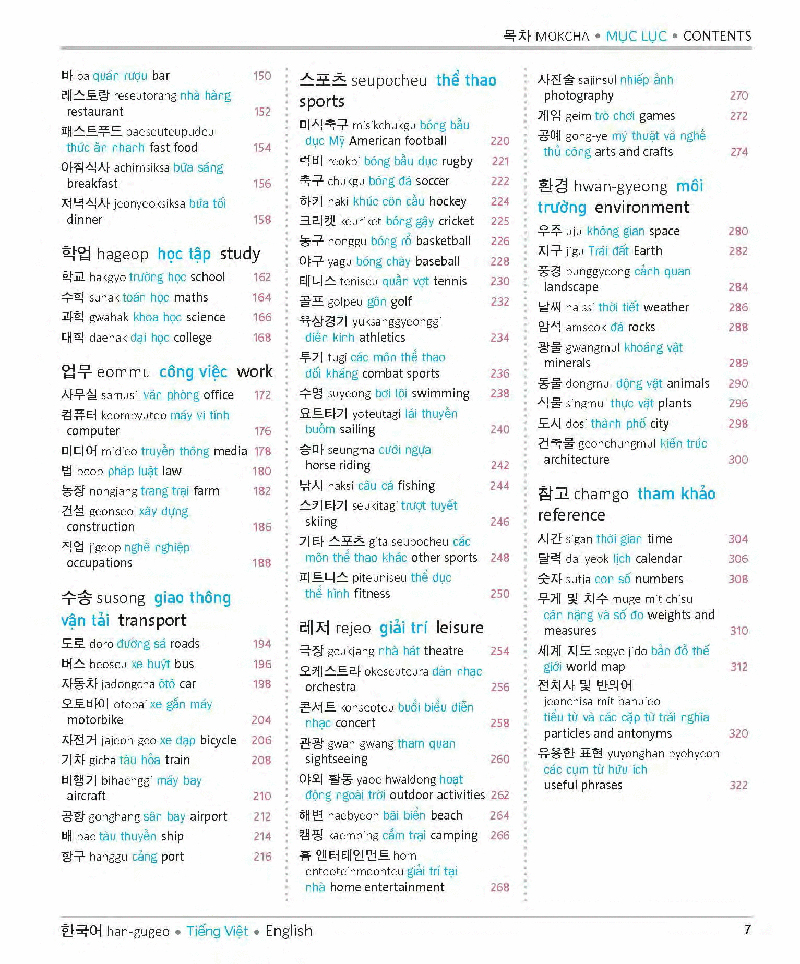 목차 MOKCHA • MỤC LỤC • CONTENTS
바 ba quán rượu bar 150
레스토랑 reseutorang nhà hàng
restaurant 152
패스트푸드 paeseuteupudeu
thức ăn nhanh fast food 154
아침식사 achimsiksa bữa sáng
breakfast 156
저녁식사 jeonyeoksiksa bữa tối
dinner 158
학업 hageop học tập study
학교 hakgyo trường học school 162
수학 suhak toán học maths 164
과학 gwahak khoa học science 166
대학 daehak đại học college 168
업무 eommu công việc work
사무실 samusil văn phòng office 172
컴퓨터 keompyuteo máy vi tính
computer 176
미디어 midieo truyền thông media 178
법 beop pháp luật law 180
농장 nongjang trang trại farm 182
건설 geonseol xây dựng
construction 186
직업 jigeop nghề nghiệp
occupations 188
수송 susong giao thông
vận tải transport
도로 doro đường sá roads 194
버스 beoseu xe buýt bus 196
자동차 jadongcha ôtô car 198
오토바이 otobai xe gắn máy
motorbike 204
자전거 jajeon-geo xe đạp bicycle 206
기차 gicha tàu hỏa train 208
비행기 bihaenggi máy bay
aircraft 210
공항 gonghang sân bay airport 212
배 bae tàu thuyền ship 214
항구 hanggu cảng port 216
스포츠 seupocheu thể thao
sports
미식축구 misikchukgu bóng bầu
dục Mỹ American football 220
럭비 reokbi bóng bầu dục rugby 221
축구 chukgu bóng đá soccer 222
하키 haki khúc côn cầu hockey 224
크리켓 keuriket bóng gậy cricket 225
농구 nonggu bóng rổ basketball 226
야구 yagu bóng chày baseball 228
테니스 teniseu quần vợt tennis 230
골프 golpeu gôn golf 232
육상경기 yuksanggyeonggi
điền kinh athletics 234
투기 tugi các môn thể thao
đối kháng combat sports 236
수영 suyeong bơi lội swimming 238
요트타기 yoteutagi lái thuyền
buồm sailing 240
승마 seungma cưỡi ngựa
horse riding 242
낚시 naksi câu cá fishing 244
스키타기 seukitagi trượt tuyết
skiing 246
기타 스포츠 gita seupocheu các
môn thể thao khác other sports 248
피트니스 piteuniseu thể dục
thể hình fitness 250
레저 rejeo giải trí leisure
극장 geukjang nhà hát theatre 254
오케스트라 okeseuteura dàn nhạc
orchestra 256
콘서트 konseoteu buổi biểu diễn
nhạc concert 258
관광 gwan-gwang tham quan
sightseeing 260
야외 활동 yaoe hwaldong hoạt
động ngoài trời outdoor activities 262
해변 haebyeon bãi biển beach 264
캠핑 kaemping cắm trại camping 266
홈 엔터테인먼트 hom
enteoteinmeonteu giải trí tại
nhà home entertainment 268
사진술 sajinsul nhiếp ảnh
photography 270
게임 geim trò chơi games 272
공예 gong-ye mỹ thuật và nghề
thủ công arts and crafts 274
환경 hwan-gyeong môi
trường environment
우주 uju không gian space 280
지구 jigu Trái đất Earth 282
풍경 punggyeong cảnh quan
landscape 284
날씨 nalssi thời tiết weather 286
암석 amseok đá rocks 288
광물 gwangmul khoáng vật
minerals 289
동물 dongmul động vật animals 290
식물 singmul thực vật plants 296
도시 dosi thành phố city 298
건축물 geonchungmul kiến trúc
architecture 300
참고 chamgo tham khảo
reference
시간 sigan thời gian time 304
달력 dallyeok lịch calendar 306
숫자 sutja con số numbers 308
무게 및 치수 muge mit chisu
cân nặng và số đo weights and
measures 310
세계 지도 segye jido bản đồ thế
giới world map 312
전치사 및 반의어
jeonchisa mit banuieo
tiểu từ và các cặp từ trái nghĩa
particles and antonyms 320
유용한 표현 yuyonghan pyohyeon
các cụm từ hữu ích
useful phrases 322
한국어 han-gugeo • Tiếng Việt • English 7